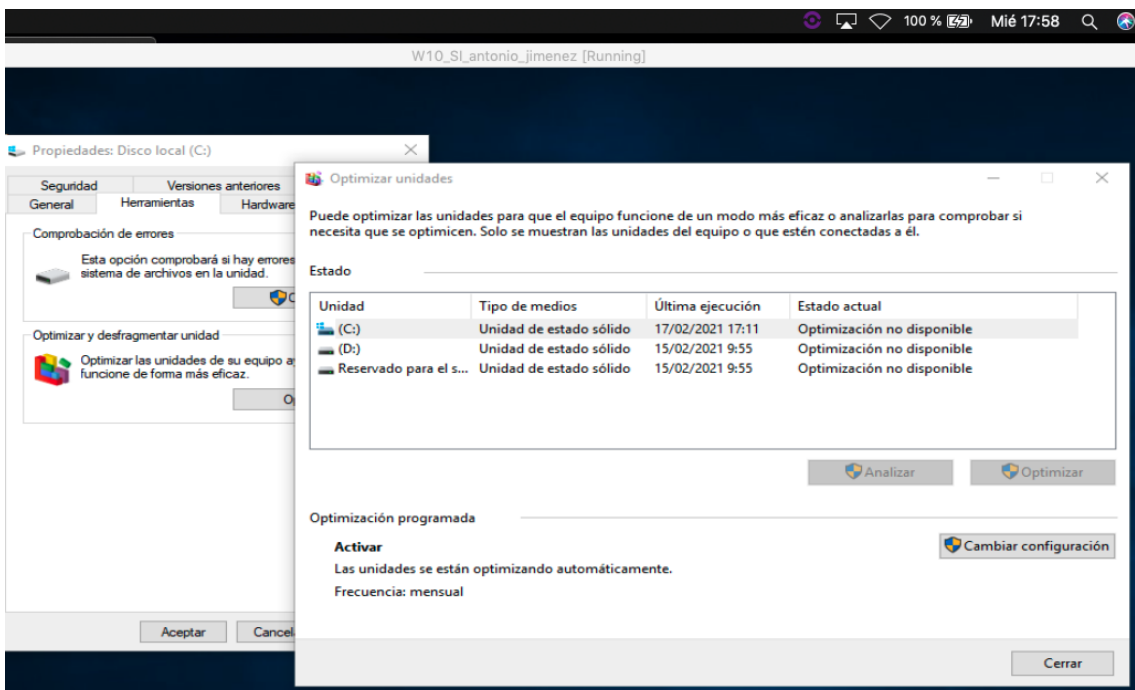 100 % Mié 17:58
W10_SI_antonio_jimenez [Running]
Propiedades: Disco local (C:)
Seguridad Versiones anteriores
General Herramientas Hardware
Comprobación de errores
Esta opción comprobará si hay errores
sistema de archivos en la unidad.
Optimizar y desfragmentar unidad
Optimizar las unidades de su equipo
funcione de forma más eficaz.
Aceptar
Optimizar unidades
Puede optimizar las unidades para que el equipo funcione de un modo más eficaz o analizarlas para comprobar si
necesita que se optimicen. Solo se muestran las unidades del equipo o que estén conectadas a él.
Estado
Unidad Tipo de medios Última ejecución Estado actual
(C:) Unidad de estado sólido 17/02/2021 17:11 Optimización no disponible
(D:) Unidad de estado sólido 15/02/2021 9:55 Optimización no disponible
Reservado para el s... Unidad de estado sólido 15/02/2021 9:55 Optimización no disponible
Analizar Optimizar
Optimización programada
Activar
Cambiar configuración
Las unidades se están optimizando automáticamente.
Frecuencia: mensual
Cerrar